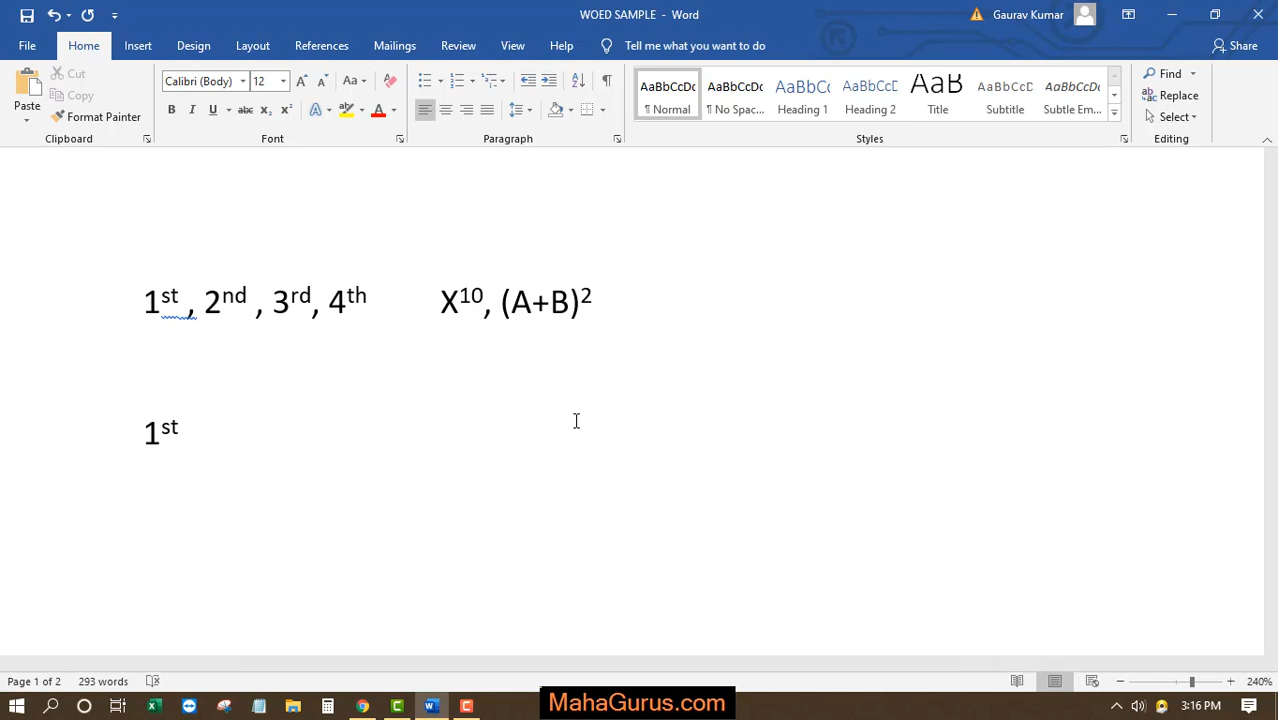 WOED SAMPLE - Word
Gaurav Kumar
File Home Insert Design Layout References Mailings Review View Help Tell me what you want to do Share
Paste
Cut
Copy
Format Painter
Clipboard
Calibri (Body) 12
Font
Paragraph
AaBbCcDc AaBbCcDc AaBbCc AaBbCcD AaB AaBbCcD AaBbCcDc
¶ Normal ¶ No Spac... Heading 1 Heading 2 Title Subtitle Subtle Em...
Styles
Find
Replace
Select
Editing
1ˢᵗ , 2ⁿᵈ , 3ʳᵈ, 4ᵗʰ X¹⁰, (A+B)²
1ˢᵗ
Page 1 of 2 293 words 240%
MahaGurus.com
3:16 PM